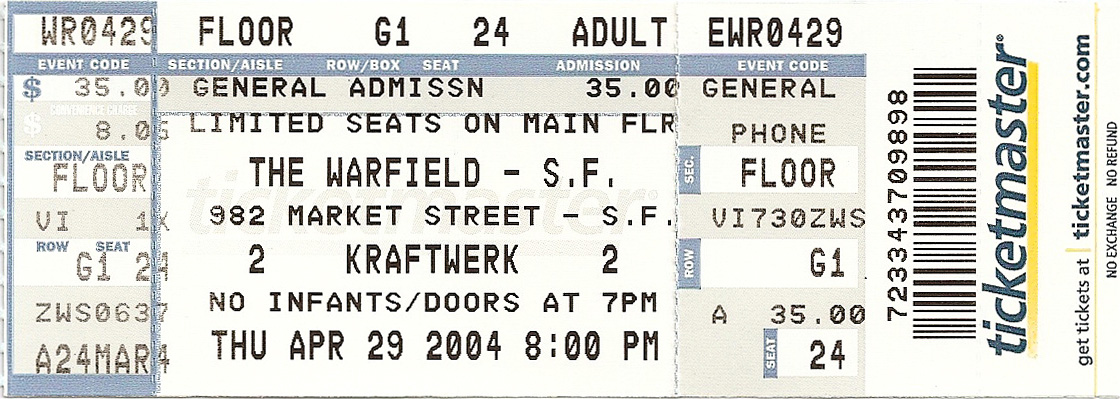 WR0429 FLOOR G1 24 ADULT EWR0429
EVENT CODE SECTION/AISLE ROW/BOX SEAT ADMISSION EVENT CODE
$ 35.00 GENERAL ADMISSN 35.00 GENERAL
CONVENIENCE CHARGE
$ 8.05 LIMITED SEATS ON MAIN FLR PHONE
SECTION/AISLE
FLOOR THE WARFIELD - S.F. SEC. FLOOR
VI 1X 982 MARKET STREET - S.F. VI730ZWS
ROW SEAT
G1 24 2 KRAFTWERK 2 ROW G1
ZWS0637 NO INFANTS/DOORS AT 7PM A 35.00
A24MAR4 THU APR 29 2004 8:00 PM SEAT 24
7233437709898
ticketmaster
get tickets at ticketmaster.com
NO EXCHANGE NO REFUND
ticketmaster